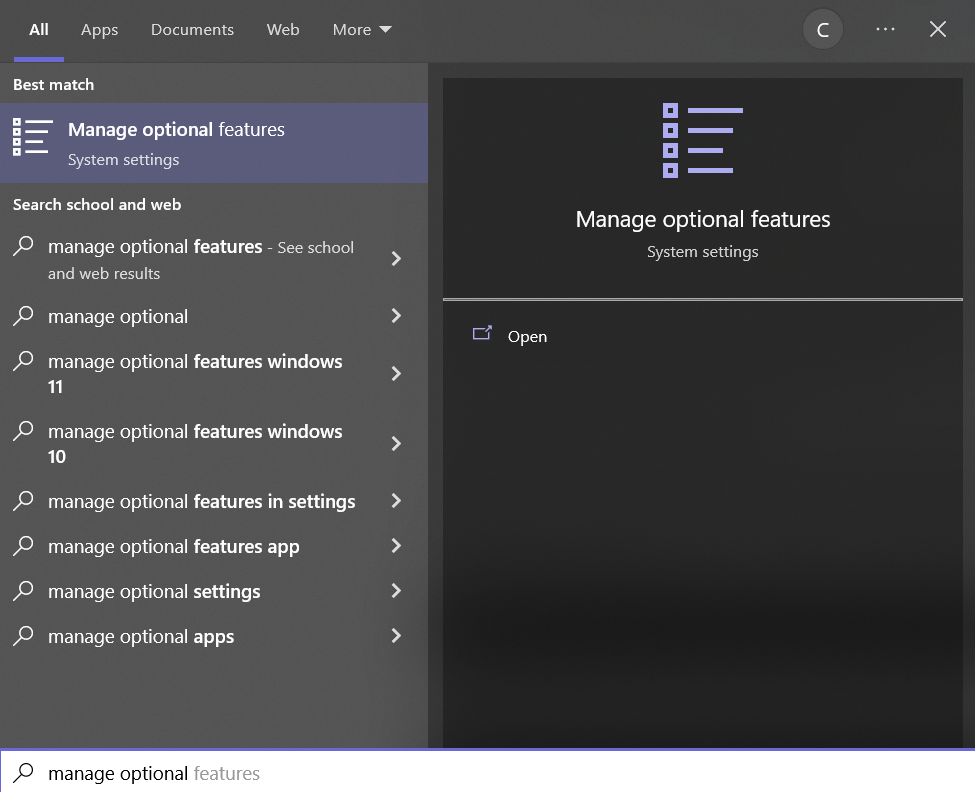 All Apps Documents Web More C ...
Best match
Manage optional features
System settings
Search school and web
manage optional features - See school
and web results
manage optional
manage optional features windows
11
manage optional features windows
10
manage optional features in settings
manage optional features app
manage optional settings
manage optional apps
Manage optional features
System settings
Open
manage optional features